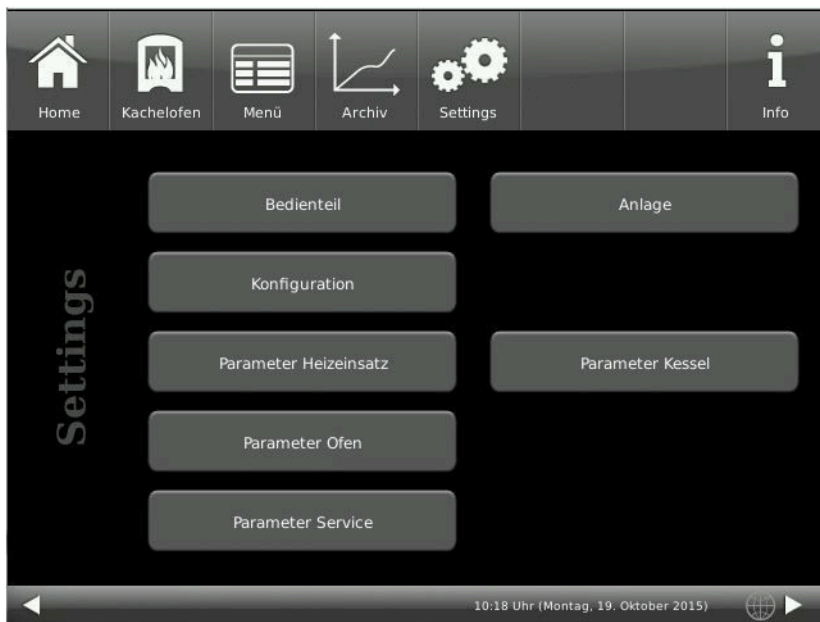 Home
Kachelofen
Menü
Archiv
Settings
Info
Settings
Bedienteil
Anlage
Konfiguration
Parameter Heizeinsatz
Parameter Kessel
Parameter Ofen
Parameter Service
10:18 Uhr (Montag, 19. Oktober 2015)